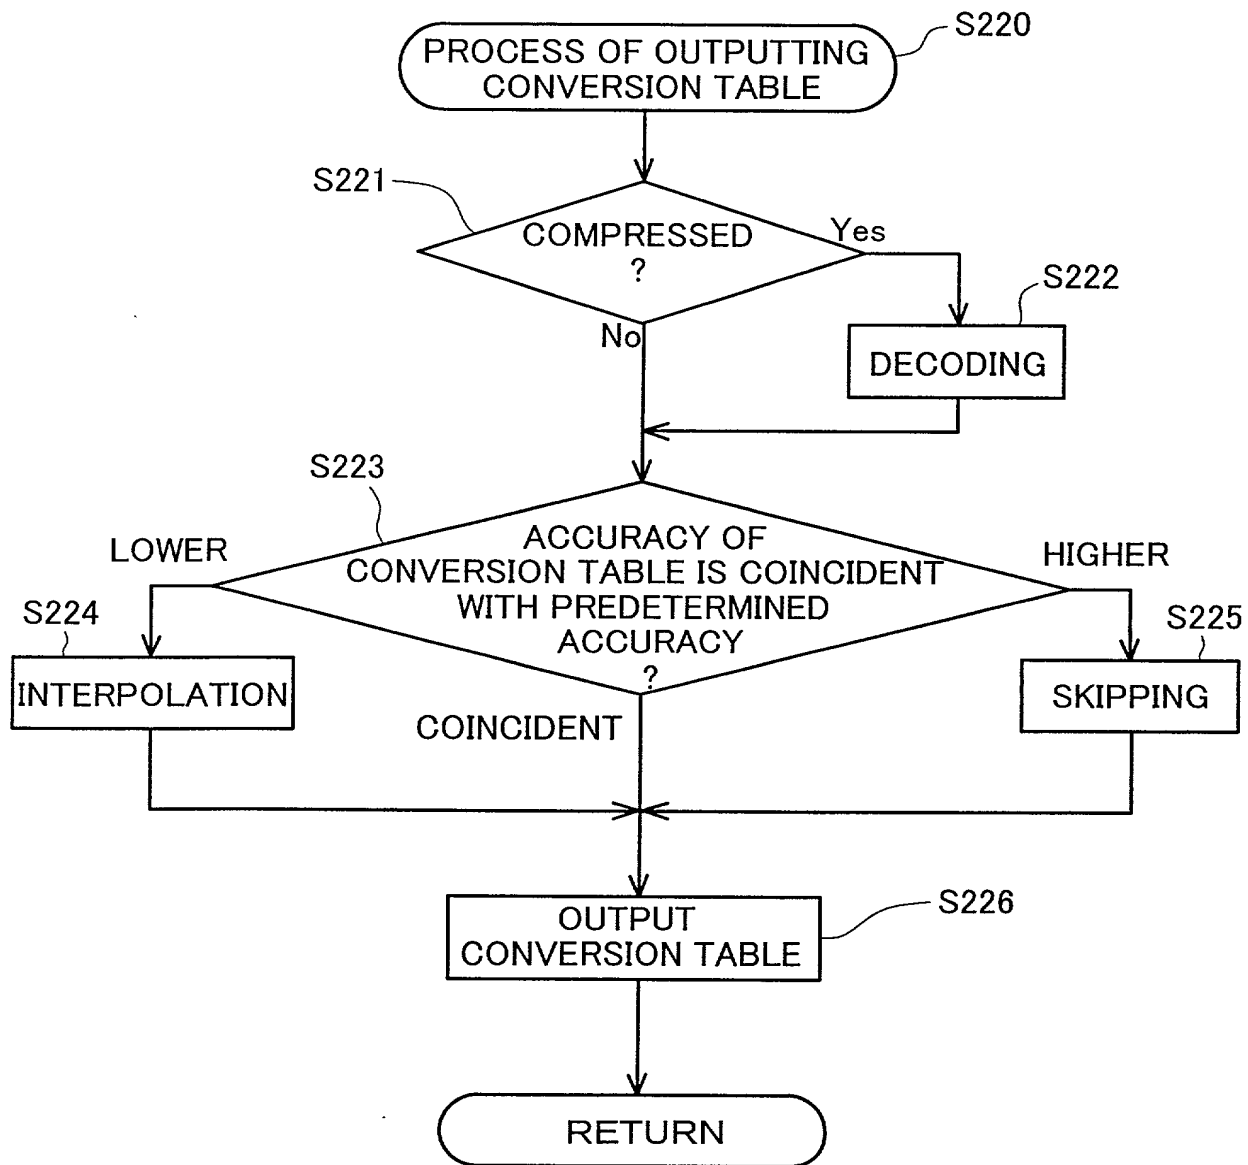 S220
PROCESS OF OUTPUTTING
CONVERSION TABLE
S221
COMPRESSED
?
Yes
No
S222
DECODING
S223
ACCURACY OF
CONVERSION TABLE IS COINCIDENT
WITH PREDETERMINED
ACCURACY
?
LOWER
HIGHER
S224
INTERPOLATION
S225
SKIPPING
COINCIDENT
S226
OUTPUT
CONVERSION TABLE
RETURN